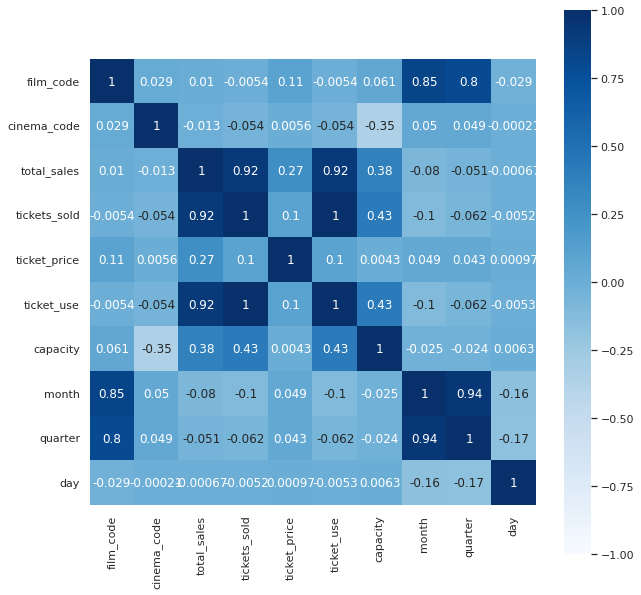 film_code 1 0.029 0.01 -0.0054 0.11 -0.0054 0.061 0.85 0.8 -0.029
cinema_code 0.029 1 -0.013 -0.054 0.0056 -0.054 -0.35 0.05 0.049 -0.00021
total_sales 0.01 -0.013 1 0.92 0.27 0.92 0.38 -0.08 -0.051 -0.00067
tickets_sold -0.0054 -0.054 0.92 1 0.1 1 0.43 -0.1 -0.062 -0.0052
ticket_price 0.11 0.0056 0.27 0.1 1 0.1 0.0043 0.049 0.043 0.00097
ticket_use -0.0054 -0.054 0.92 1 0.1 1 0.43 -0.1 -0.062 -0.0053
capacity 0.061 -0.35 0.38 0.43 0.0043 0.43 1 -0.025 -0.024 0.0063
month 0.85 0.05 -0.08 -0.1 0.049 -0.1 -0.025 1 0.94 -0.16
quarter 0.8 0.049 -0.051 -0.062 0.043 -0.062 -0.024 0.94 1 -0.17
day -0.029 -0.00021 -0.00067 -0.0052 0.00097 -0.0053 0.0063 -0.16 -0.17 1
film_code
cinema_code
total_sales
tickets_sold
ticket_price
ticket_use
capacity
month
quarter
day
1.00
0.75
0.50
0.25
0.00
-0.25
-0.50
-0.75
-1.00